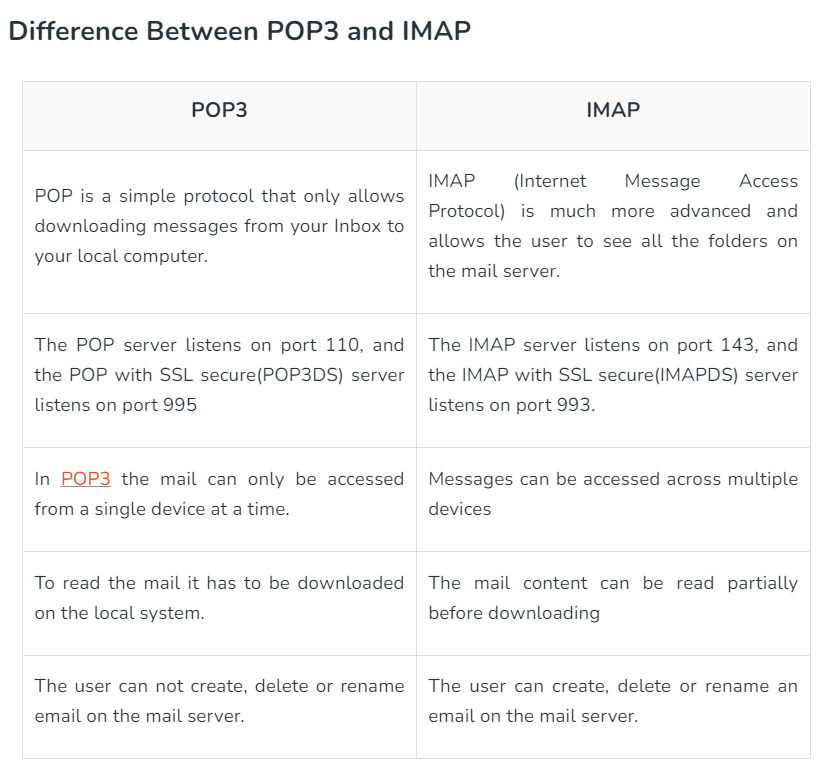 Difference Between POP3 and IMAP
POP3
IMAP
POP is a simple protocol that only allows
downloading messages from your Inbox to
your local computer.
IMAP (Internet Message Access
Protocol) is much more advanced and
allows the user to see all the folders on
the mail server.
The POP server listens on port 110, and
the POP with SSL secure(POP3DS) server
listens on port 995
The IMAP server listens on port 143, and
the IMAP with SSL secure(IMAPDS) server
listens on port 993.
In POP3 the mail can only be accessed
from a single device at a time.
Messages can be accessed across multiple
devices
To read the mail it has to be downloaded
on the local system.
The mail content can be read partially
before downloading
The user can not create, delete or rename
email on the mail server.
The user can create, delete or rename an
email on the mail server.